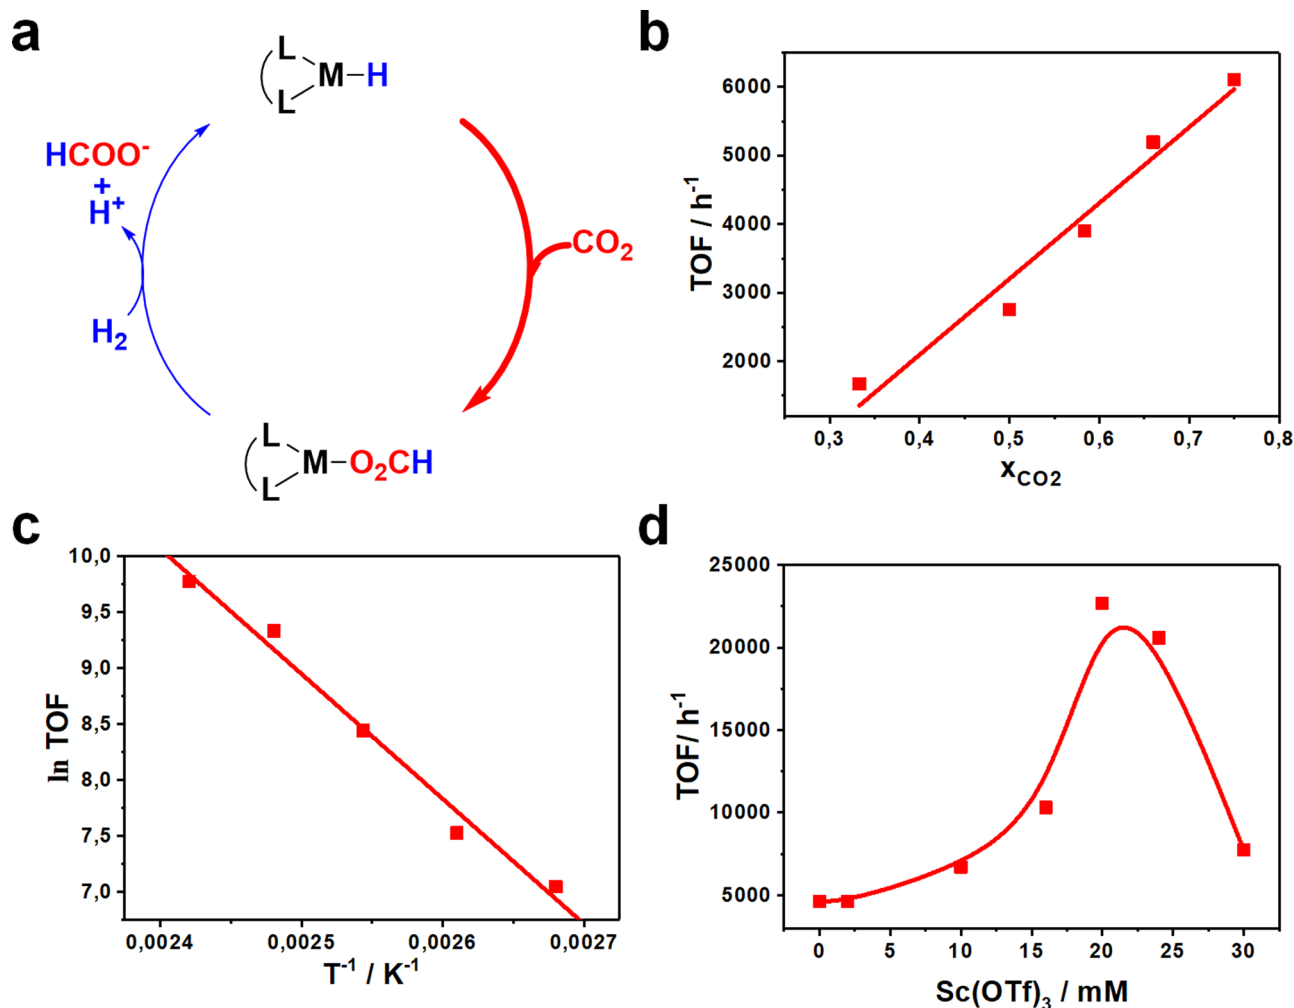 a
L
M
H
L
HCOO⁻
+
H⁺
CO₂
H₂
L
M
O₂CH
L
b
6000
5000
4000
3000
2000
TOF / h⁻¹
0,3 0,4 0,5 0,6 0,7 0,8
x_CO2
c
10,0
9,5
9,0
8,5
8,0
7,5
7,0
ln TOF
0,0024 0,0025 0,0026 0,0027
T⁻¹ / K⁻¹
d
25000
20000
15000
10000
5000
TOF/ h⁻¹
0 5 10 15 20 25 30
Sc(OTf)₃ / mM